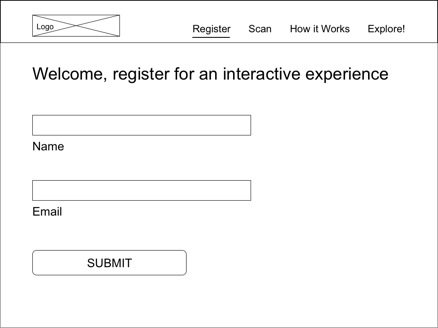 Logo
Register Scan How it Works Explore!
Welcome, register for an interactive experience
Name
Email
SUBMIT